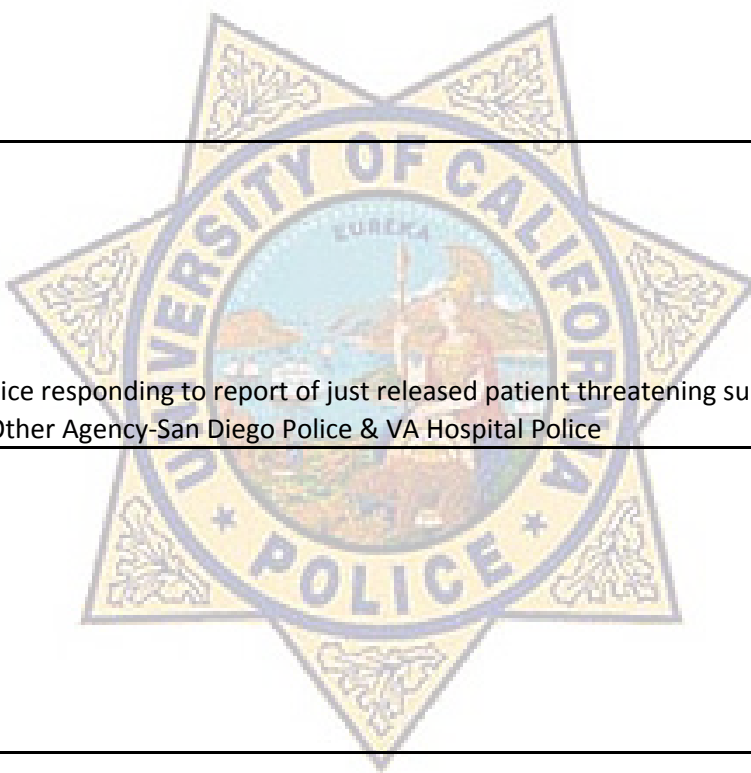 UNIVERSITY OF CALIFORNIA
EUREKA
ice responding to report of just released patient threatening su
Other Agency-San Diego Police & VA Hospital Police
POLICE